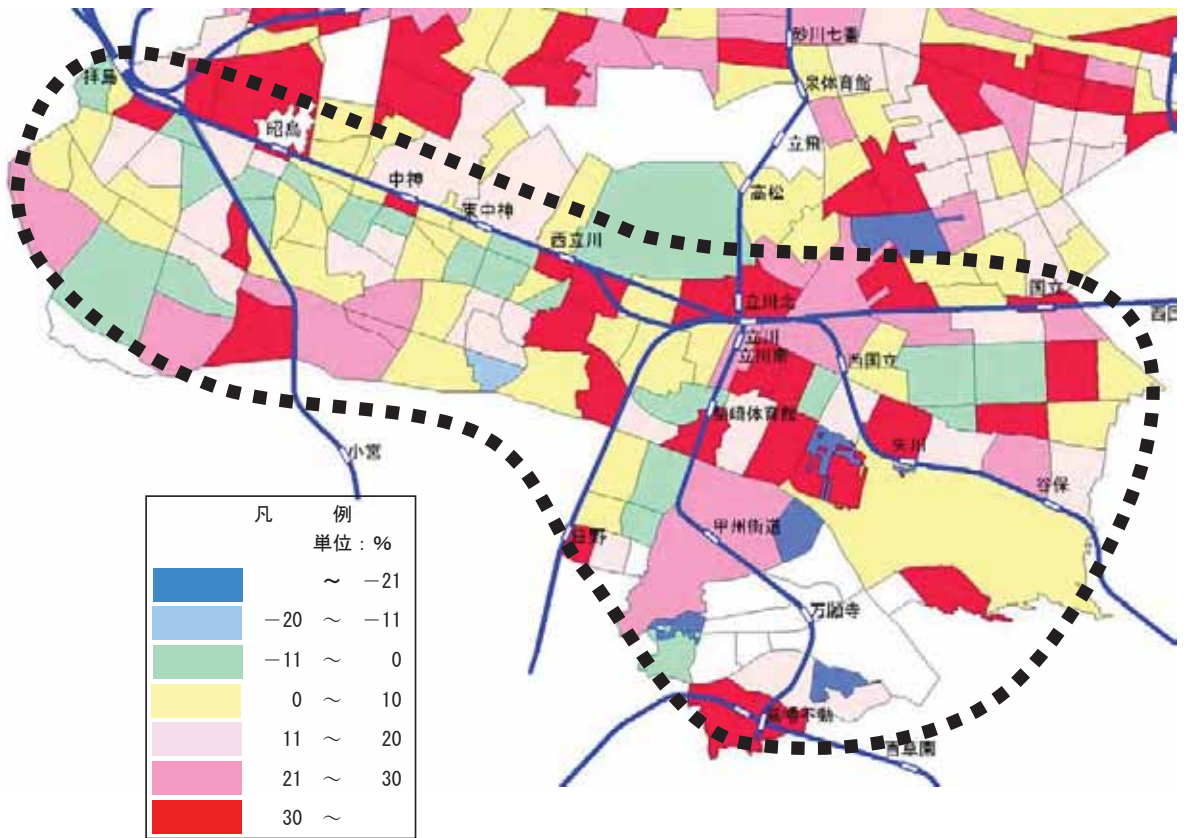 砂川七番
泉体育館
拝島
昭島
立飛
中神
高松
東中神
西立川
立川北
国立
西国
立川
立川南
西国立
柴崎体育館
矢川
小宮
谷保
日野
甲州街道
万願寺
高幡不動
百草園
凡 例
単位:%
~ -21
-20 ~ -11
-11 ~ 0
0 ~ 10
11 ~ 20
21 ~ 30
30 ~